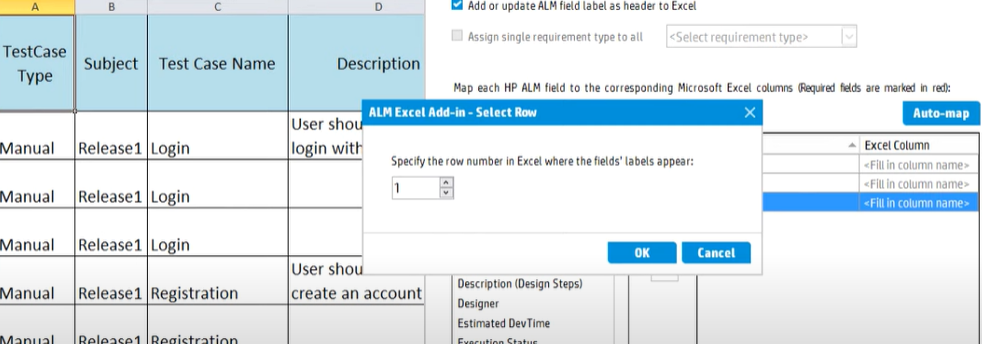 A B C D
TestCase Type Subject Test Case Name Description
Manual Release1 Login User shou login with
Manual Release1 Login
Manual Release1 Login
Manual Release1 Registration User shou create an account
Manual Release1 Registration
Add or update ALM field label as header to Excel
Assign single requirement type to all <Select requirement type>
Map each HP ALM field to the corresponding Microsoft Excel columns (Required fields are marked in red):
Auto-map
Excel Column
<Fill in column name>
<Fill in column name>
<Fill in column name>
ALM Excel Add-in - Select Row
Specify the row number in Excel where the fields' labels appear:
1
OK Cancel
Description (Design Steps)
Designer
Estimated DevTime
Execution Status